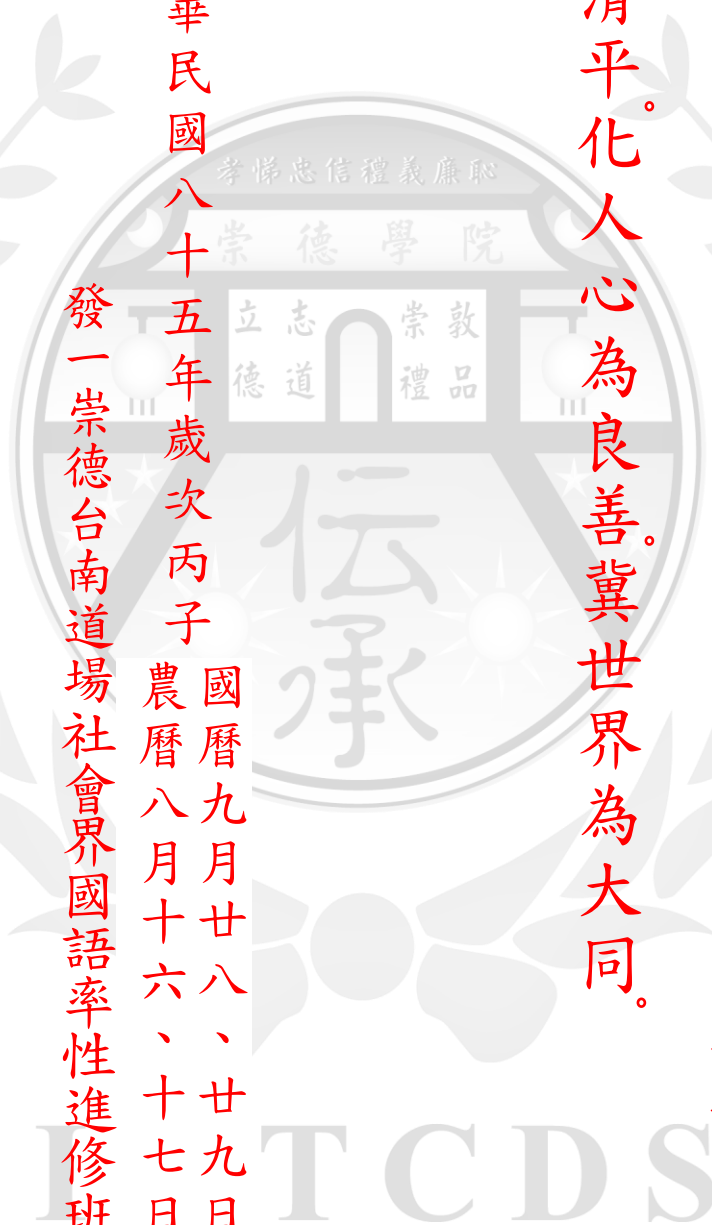 清平。化人心為良善。冀世界為大同。
華民國八十五年歲次丙子
國曆九月廿八、廿九日
農曆八月十六、十七日
發一崇德台南道場社會界國語率性進修班
孝悌忠信禮義廉恥
崇德學院
立德
志道
崇禮
敦品
伝承
TCDS